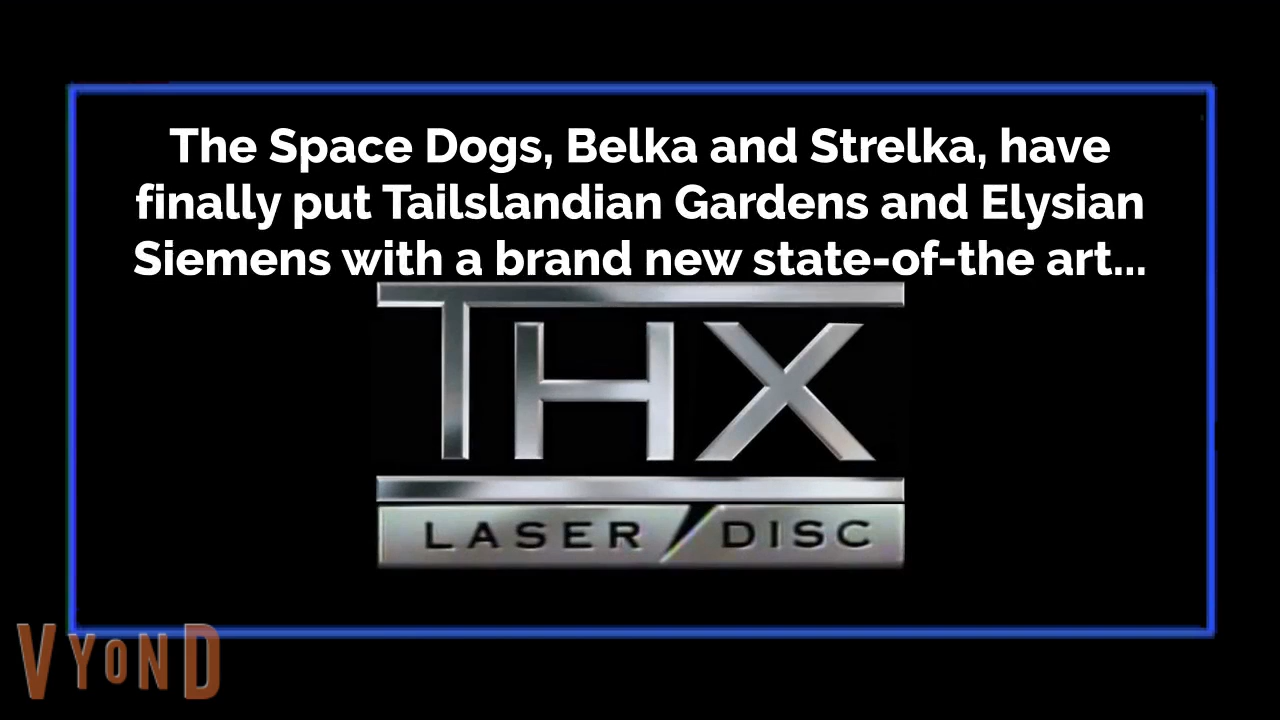 The Space Dogs, Belka and Strelka, have
finally put Tailslandian Gardens and Elysian
Siemens with a brand new state-of-the art...
THX
LASER DISC
VYOND